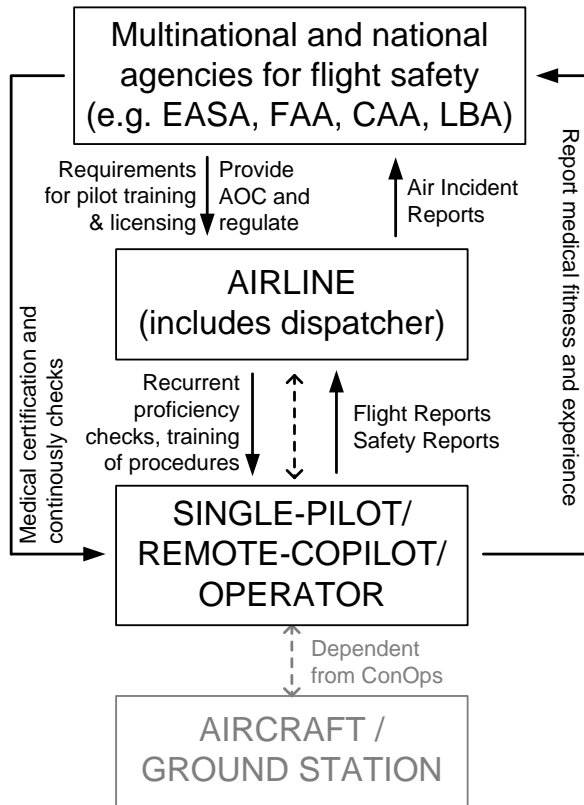 Multinational and national
agencies for flight safety
(e.g. EASA, FAA, CAA, LBA)
Requirements
for pilot training
& licensing
Provide
AOC and
regulate
Air Incident
Reports
AIRLINE
(includes dispatcher)
Recurrent
proficiency
checks, training
of procedures
Flight Reports
Safety Reports
Medical certification and
continously checks
Report medical fitness and experience
SINGLE-PILOT/
REMOTE-COPILOT/
OPERATOR
Dependent
from ConOps
AIRCRAFT /
GROUND STATION